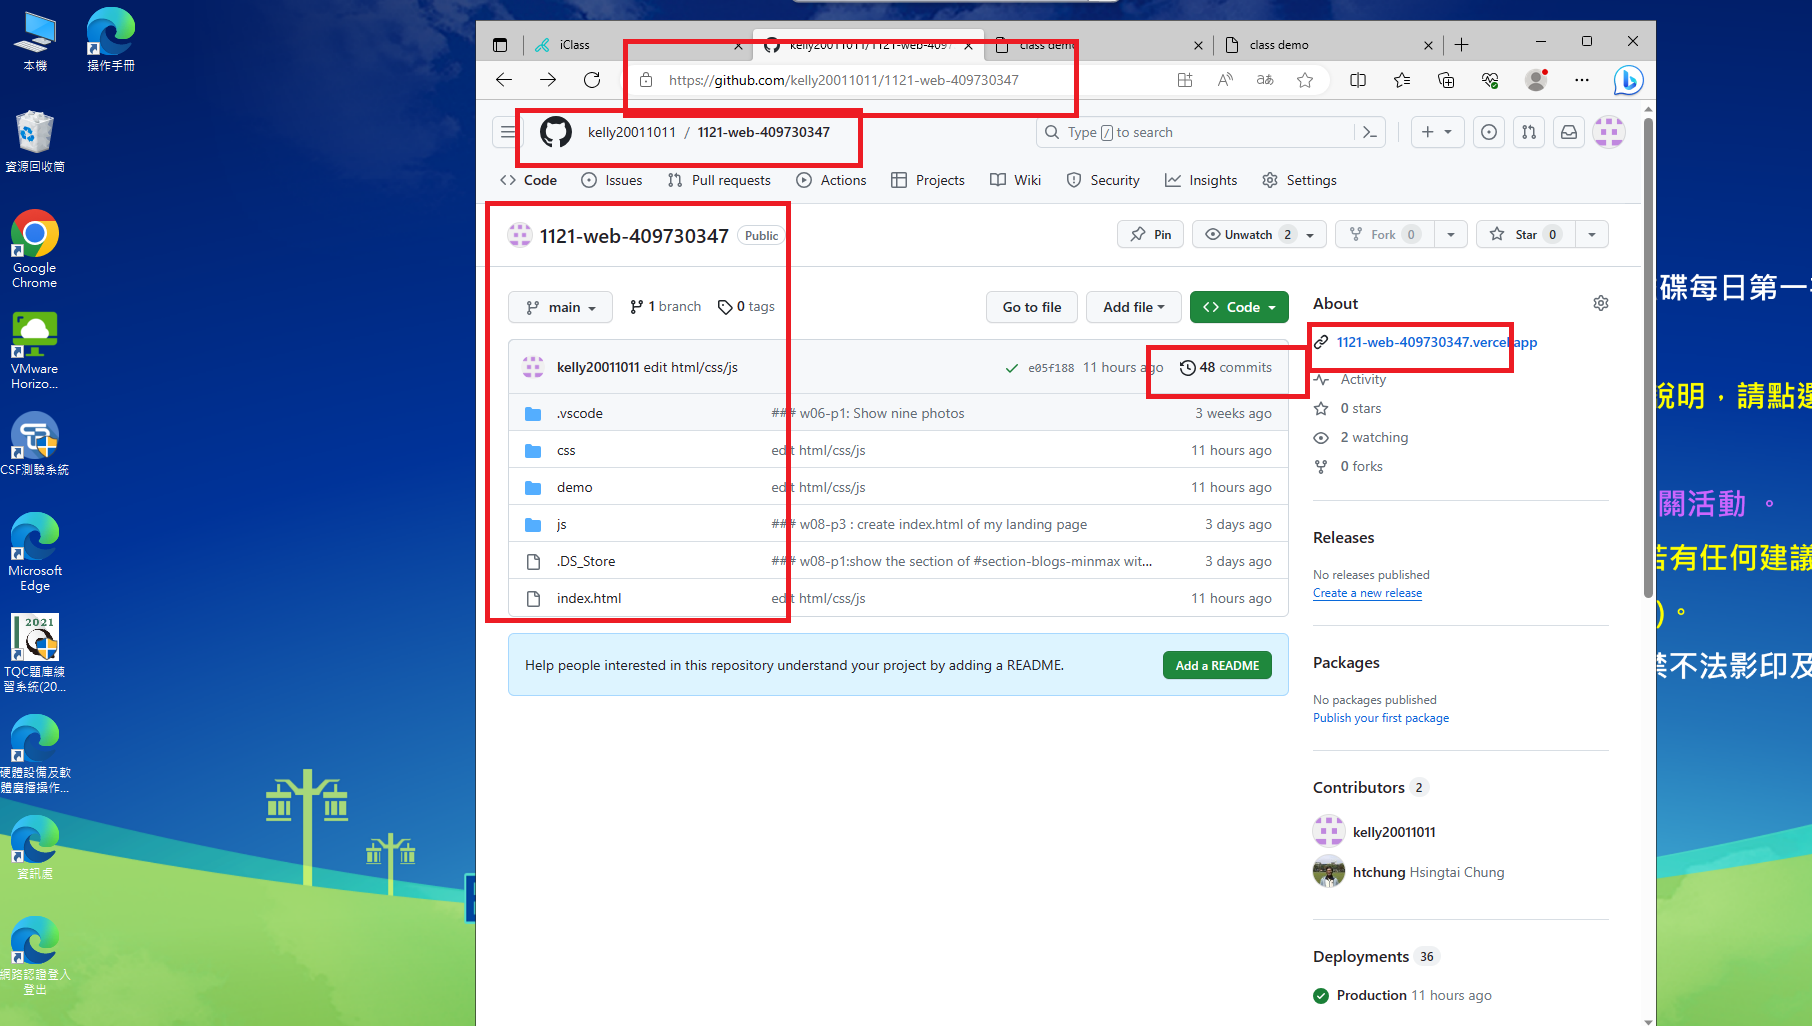 本機
操作手冊
資源回收筒
Google
Chrome
VMware
Horizo...
CSF測驗系統
Microsoft
Edge
2021
TQC題庫練
習系統(20...
硬體設備及軟
體廣播操作...
資訊處
網路認證登入
登出
iClass
kelly20011011/1121-web-4097
class demo
class demo
https://github.com/kelly20011011/1121-web-409730347
kelly20011011 / 1121-web-409730347
Type / to search
Code
Issues
Pull requests
Actions
Projects
Wiki
Security
Insights
Settings
1121-web-409730347 Public
Pin
Unwatch 2
Fork 0
Star 0
main
1 branch
0 tags
Go to file
Add file
Code
kelly20011011 edit html/css/js e05f188 11 hours ago 48 commits
.vscode ### w06-p1: Show nine photos 3 weeks ago
css edit html/css/js 11 hours ago
demo edit html/css/js 11 hours ago
js ### w08-p3 : create index.html of my landing page 3 days ago
.DS_Store ### w08-p1:show the section of #section-blogs-minmax wit... 3 days ago
index.html edit html/css/js 11 hours ago
Help people interested in this repository understand your project by adding a README.
Add a README
About
1121-web-409730347.vercel.app
Activity
0 stars
2 watching
0 forks
Releases
No releases published
Create a new release
Packages
No packages published
Publish your first package
Contributors 2
kelly20011011
htchung Hsingtai Chung
Deployments 36
Production 11 hours ago
碟每日第一
說明，請點選
關活動 。
若有任何建議
)。
禁不法影印及